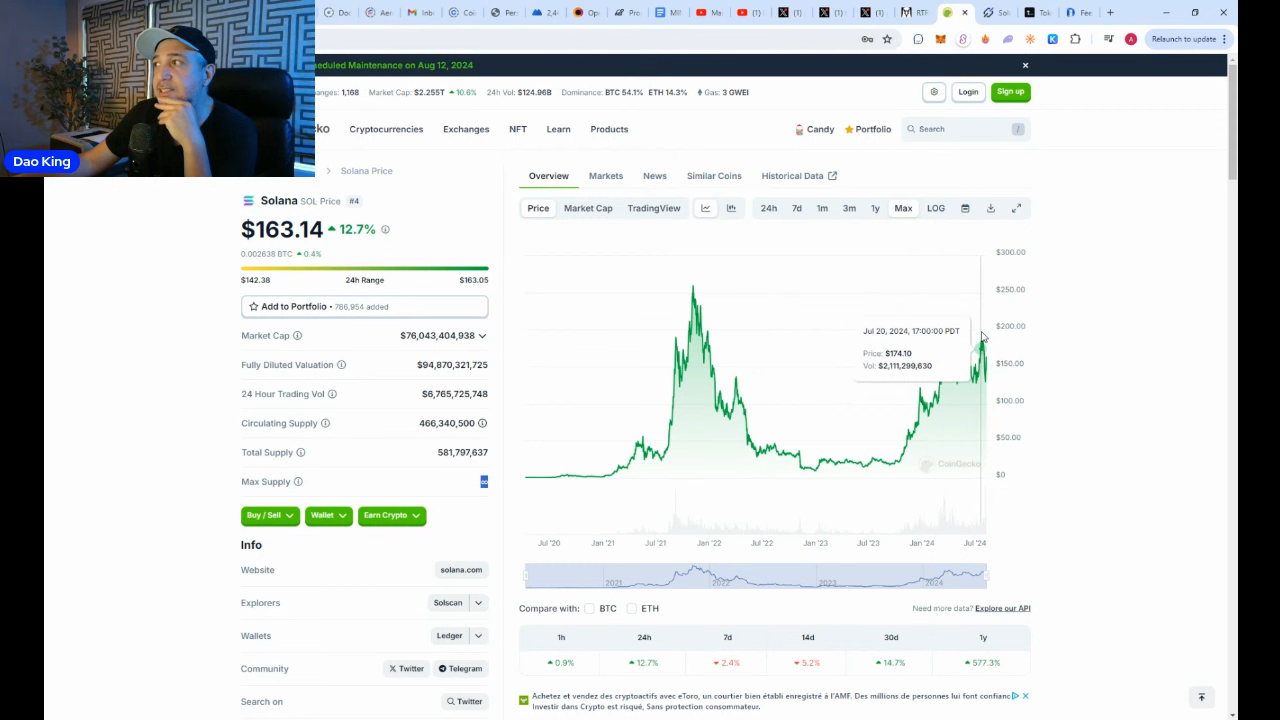 Dao King
Relaunch to update
scheduled Maintenance on Aug 12, 2024
anges: 1,168 Market Cap: $2.255T 10.6% 24h Vol: $124.96B Dominance: BTC 54.1% ETH 14.3% Gas: 3 GWEI
Login
Sign up
cko Cryptocurrencies Exchanges NFT Learn Products
Candy Portfolio Search /
> Solana Price
Overview Markets News Similar Coins Historical Data
Solana SOL Price #4
Price Market Cap TradingView 24h 7d 1m 3m 1y Max LOG
$163.14 12.7%
0.002638 BTC 0.4%
$142.38 24h Range $163.05
Add to Portfolio • 786,954 added
Market Cap $76,043,404,938
Fully Diluted Valuation $94,870,321,725
24 Hour Trading Vol $6,765,725,748
Circulating Supply 466,340,500
Total Supply 581,797,637
Max Supply ∞
Buy / Sell Wallet Earn Crypto
Info
Website solana.com
Explorers Solscan
Wallets Ledger
Community Twitter Telegram
Search on Twitter
$300.00
$250.00
$200.00
$150.00
$100.00
$50.00
$0
Jul 20, 2024, 17:00:00 PDT
Price: $174.10
Vol: $2,111,299,630
CoinGecko
Jul '20 Jan '21 Jul '21 Jan '22 Jul '22 Jan '23 Jul '23 Jan '24 Jul '24
2021 2022 2023 2024
Compare with: BTC ETH
Need more data? Explore our API
1h 24h 7d 14d 30d 1y
0.9% 12.7% 2.4% 5.2% 14.7% 577.3%
Achetez et vendez des cryptoactifs avec eToro, un courtier bien établi enregistré à l'AMF. Des millions de personnes lui font confianc
Investir dans Crypto est risqué, Sans protection consommateur.